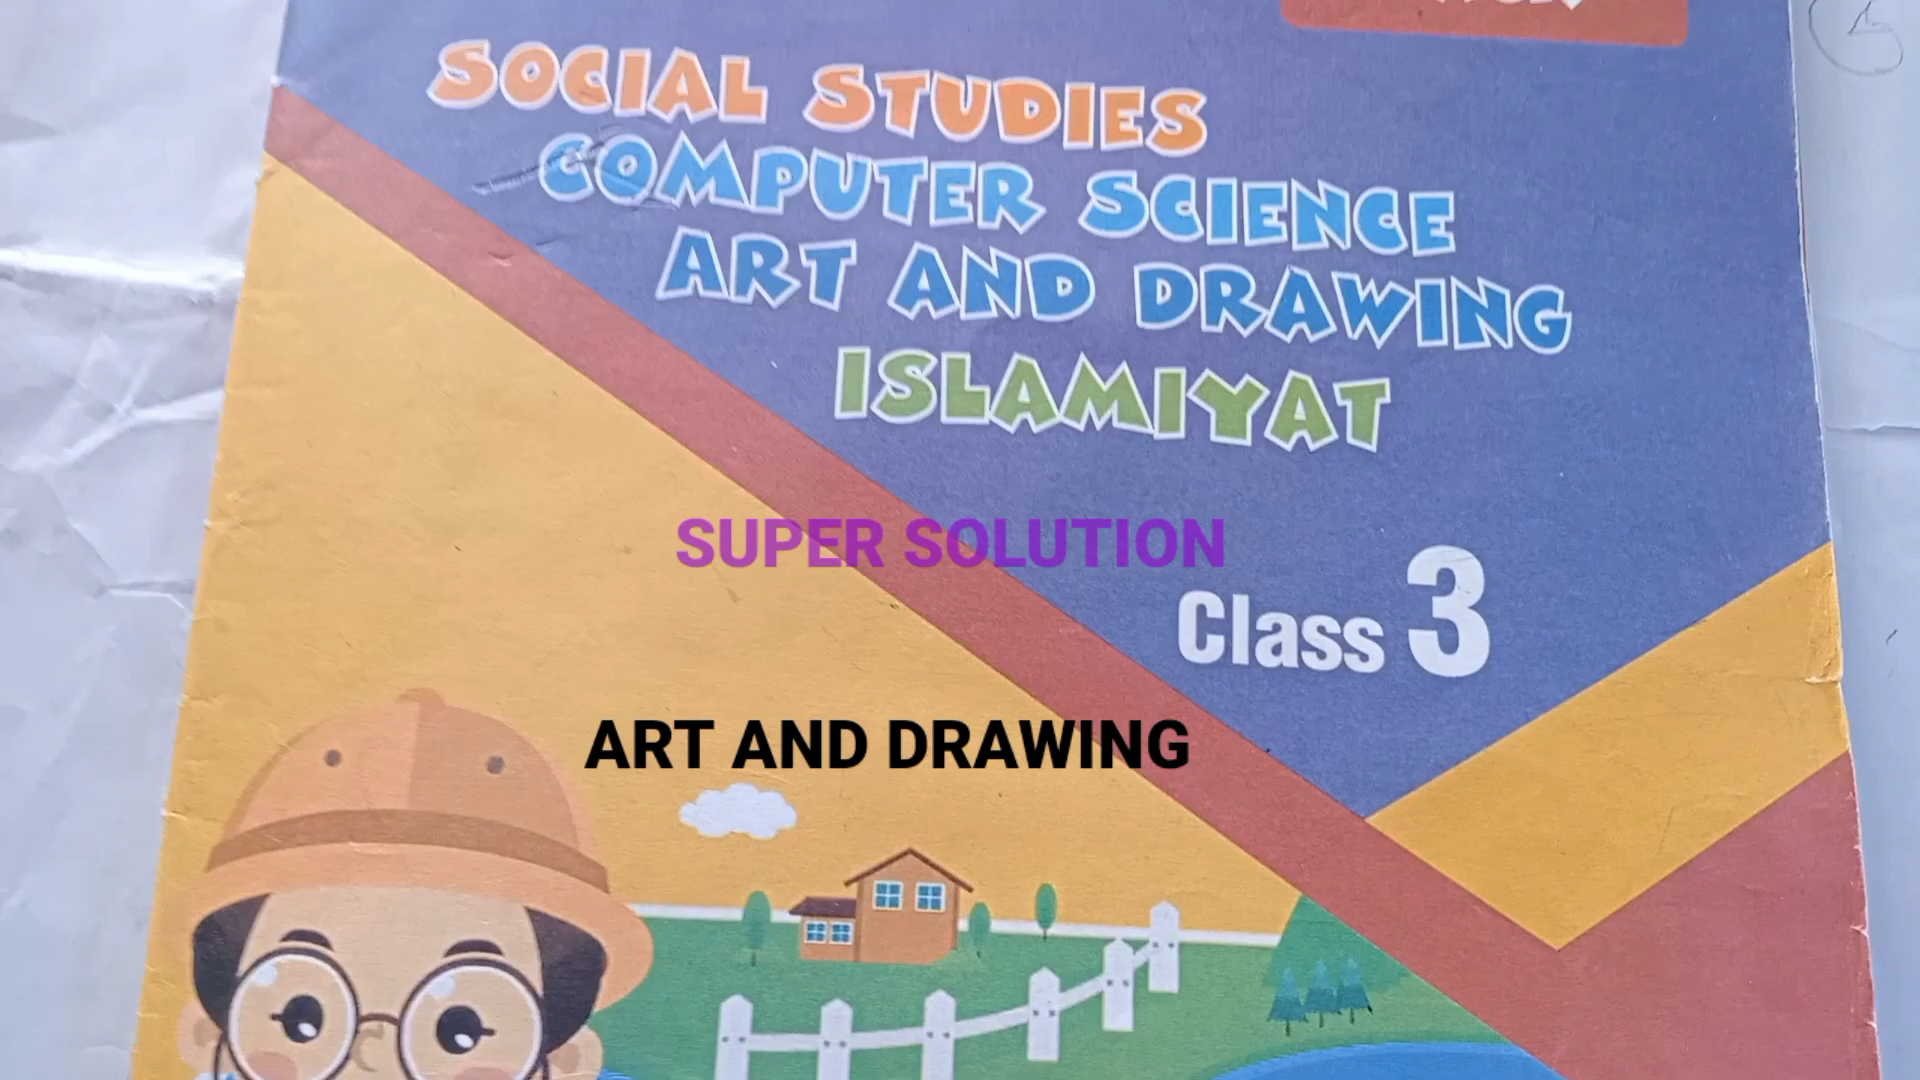 SOCIAL STUDIES
COMPUTER SCIENCE
ART AND DRAWING
ISLAMIYAT
SUPER SOLUTION
Class 3
ART AND DRAWING